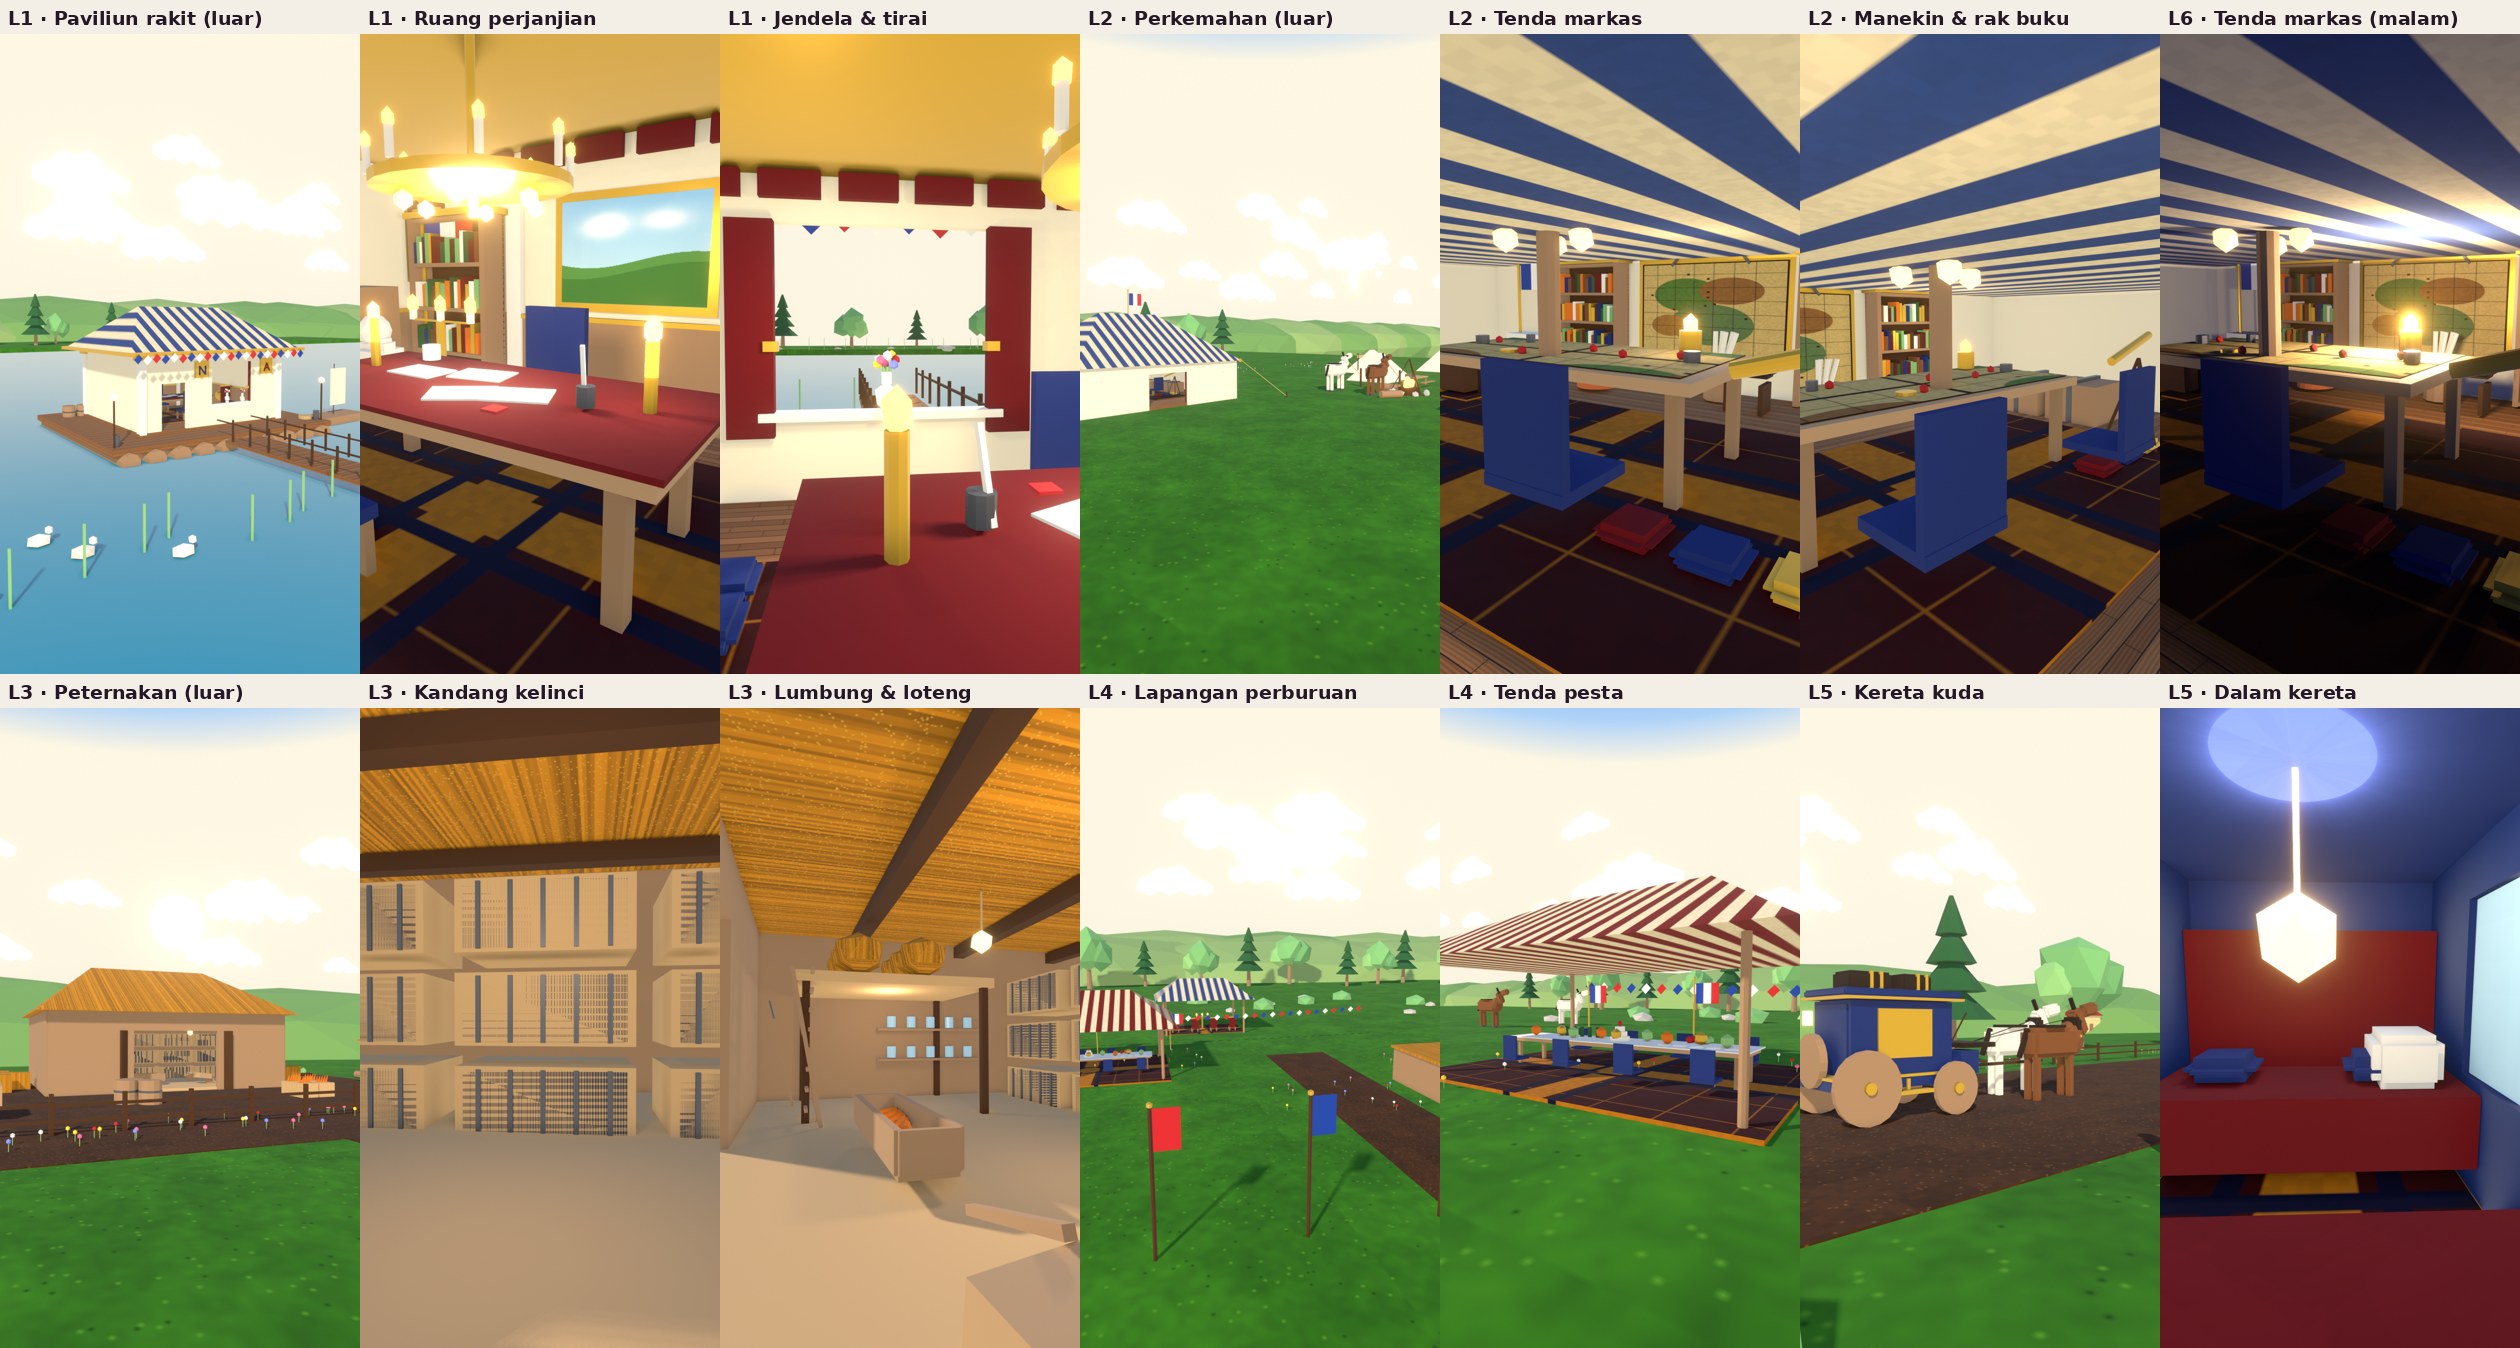 L1 · Paviliun rakit (luar)
L1 · Ruang perjanjian
L1 · Jendela & tirai
L2 · Perkemahan (luar)
L2 · Tenda markas
L2 · Manekin & rak buku
L6 · Tenda markas (malam)
N
A
L3 · Peternakan (luar)
L3 · Kandang kelinci
L3 · Lumbung & loteng
L4 · Lapangan perburuan
L4 · Tenda pesta
L5 · Kereta kuda
L5 · Dalam kereta